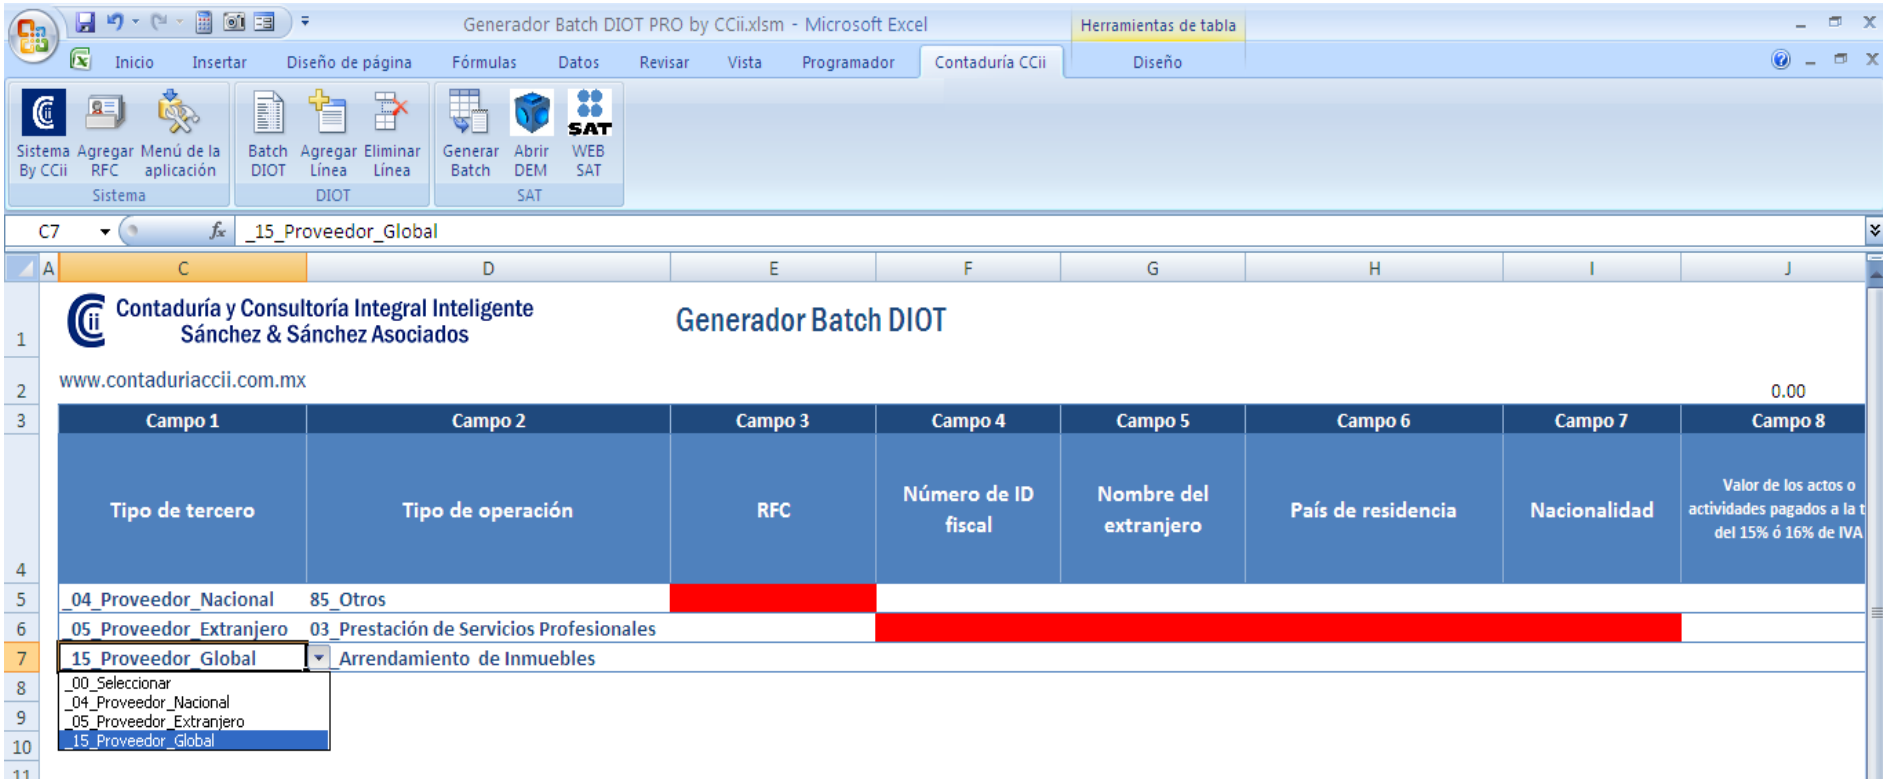 Generador Batch DIOT PRO by CCii.xlsm - Microsoft Excel
Herramientas de tabla
Inicio Insertar Diseño de página Fórmulas Datos Revisar Vista Programador Contaduría CCii Diseño
Sistema By CCii
Agregar RFC
Menú de la aplicación
Batch DIOT
Agregar Línea
Eliminar Línea
Generar Batch
Abrir DEM
SAT
WEB SAT
Sistema DIOT SAT
C7 fx _15_Proveedor_Global
A C D E F G H I J
Cii
Contaduría y Consultoría Integral Inteligente
Sánchez & Sánchez Asociados
Generador Batch DIOT
1
www.contaduriaccii.com.mx
2 0.00
3 Campo 1 Campo 2 Campo 3 Campo 4 Campo 5 Campo 6 Campo 7 Campo 8
Tipo de tercero
Tipo de operación
RFC
Número de ID
fiscal
Nombre del
extranjero
País de residencia
Nacionalidad
Valor de los actos o
actividades pagados a la t
del 15% ó 16% de IVA
4
5 _04_Proveedor_Nacional 85_Otros
6 _05_Proveedor_Extranjero 03_Prestación de Servicios Profesionales
7 _15_Proveedor_Global _Arrendamiento de Inmuebles
8 _00_Seleccionar
_04_Proveedor_Nacional
9 _05_Proveedor_Extranjero
10 _15_Proveedor_Global
11